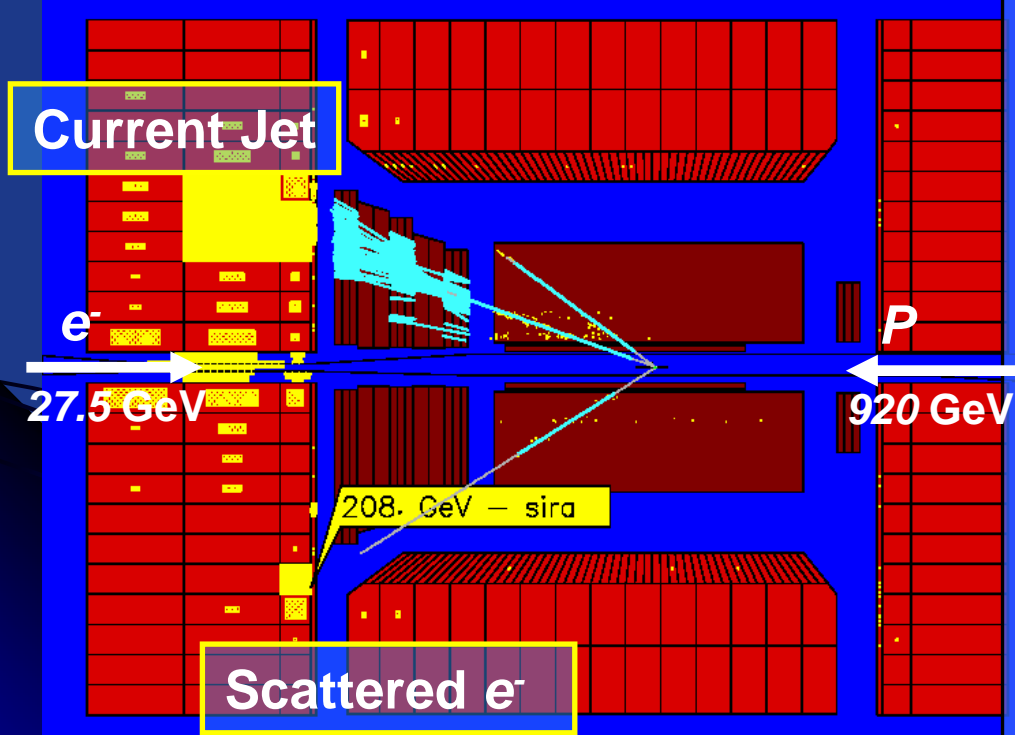 Current Jet
e-
P
27.5 GeV
920 GeV
208. GeV – sira
Scattered e-